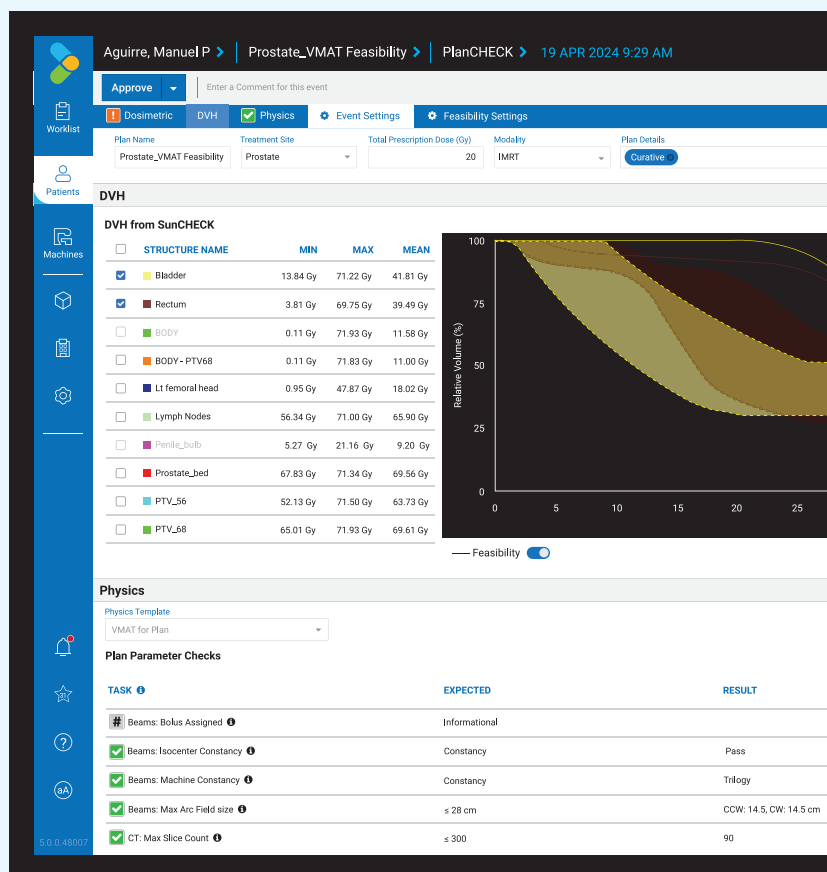 Aguirre, Manuel P > Prostate_VMAT Feasibility > PlanCHECK > 19 APR 2024 9:29 AM
Approve Enter a Comment for this event
Worklist
! Dosimetric DVH Physics Event Settings Feasibility Settings
Plan Name Treatment Site Total Prescription Dose (Gy) Modality Plan Details
Prostate_VMAT Feasibility Prostate 20 IMRT Curative
Patients
DVH
DVH from SunCHECK
Machines
STRUCTURE NAME MIN MAX MEAN
Bladder 13.84 Gy 71.22 Gy 41.81 Gy
Rectum 3.81 Gy 69.75 Gy 39.49 Gy
BODY 0.11 Gy 71.93 Gy 11.58 Gy
BODY - PTV68 0.11 Gy 71.83 Gy 11.00 Gy
Lt femoral head 0.95 Gy 47.87 Gy 18.02 Gy
Lymph Nodes 56.34 Gy 71.00 Gy 65.90 Gy
Penile_bulb 5.27 Gy 21.16 Gy 9.20 Gy
Prostate_bed 67.83 Gy 71.34 Gy 69.56 Gy
PTV_56 52.13 Gy 71.50 Gy 63.73 Gy
PTV_68 65.01 Gy 71.93 Gy 69.61 Gy
Relative Volume (%)
100
75
50
25
0
0 5 10 15 20 25
Feasibility
Physics
Physics Template
VMAT for Plan
Plan Parameter Checks
TASK EXPECTED RESULT
# Beams: Bolus Assigned Informational
Beams: Isocenter Constancy Constancy Pass
Beams: Machine Constancy Constancy Trilogy
Beams: Max Arc Field size ≤ 28 cm CCW: 14.5, CW: 14.5 cm
CT: Max Slice Count ≤ 300 90
31
?
aA
5.0.0.48007